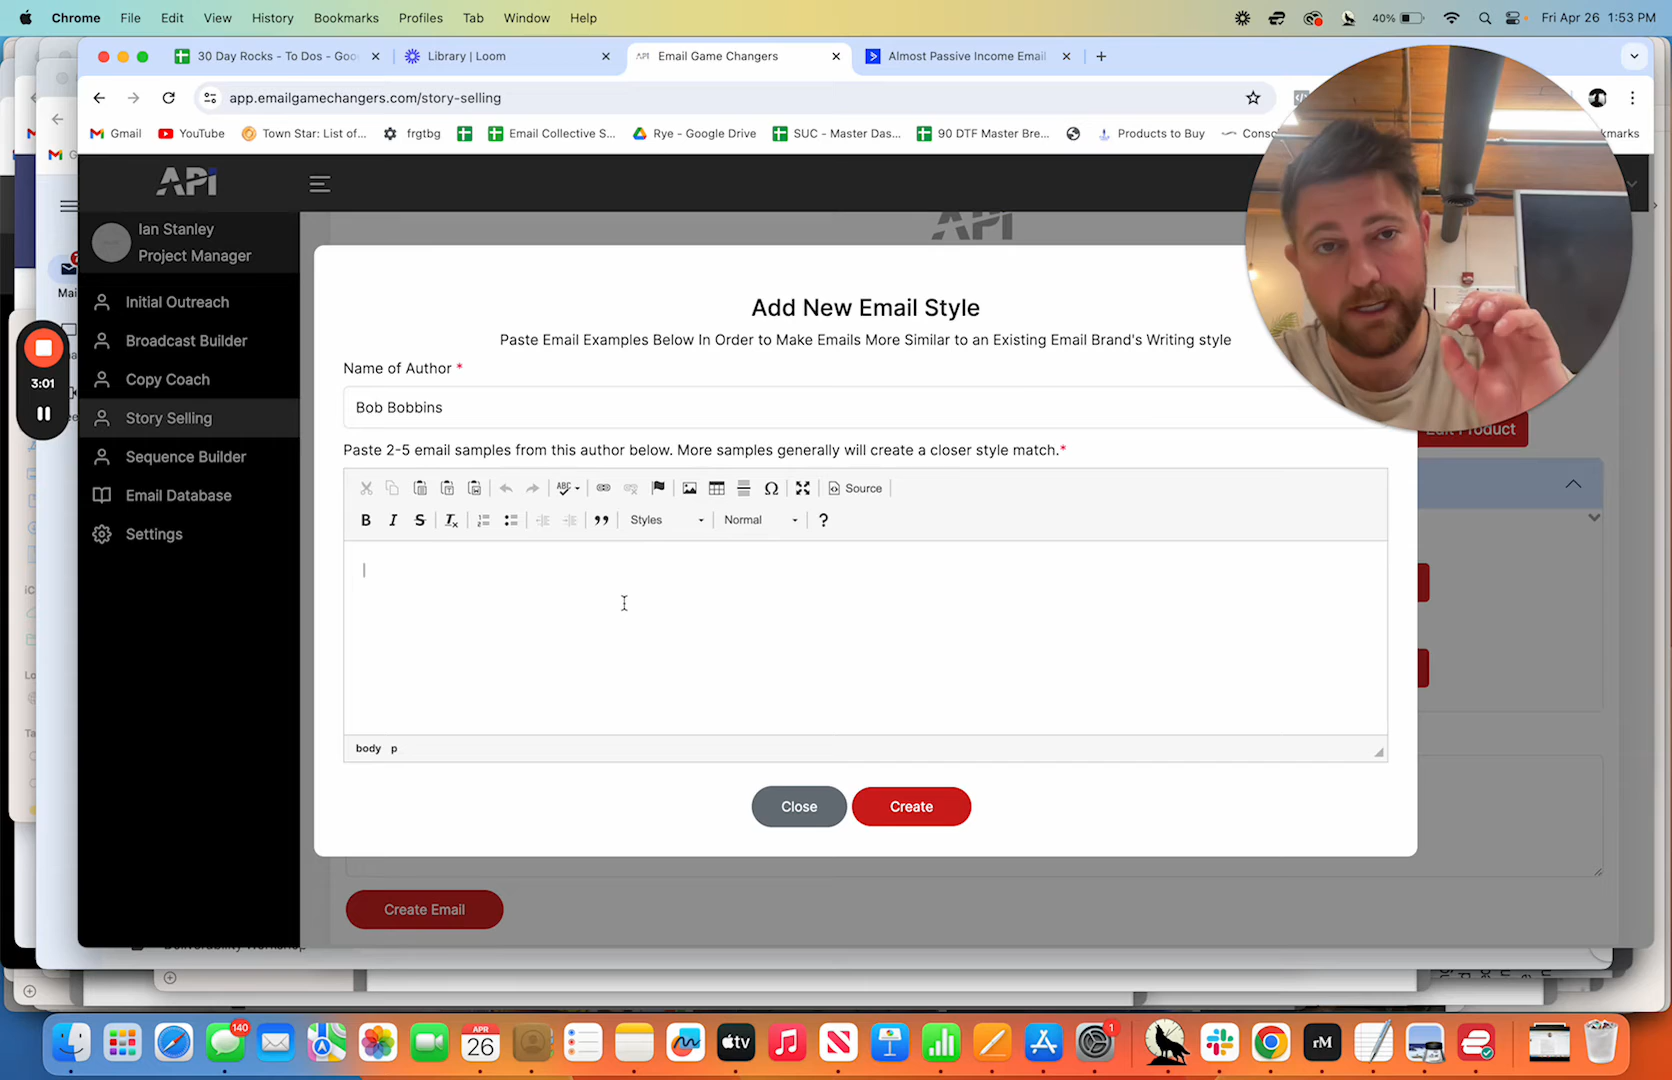 Chrome File Edit View History Bookmarks Profiles Tab Window Help
40% Fri Apr 26 1:53 PM
30 Day Rocks - To Dos - Goo
Library | Loom
Email Game Changers
Almost Passive Income Email
app.emailgamechangers.com/story-selling
Gmail
YouTube
Town Star: List of...
frgtbg
Email Collective S...
Rye - Google Drive
SUC - Master Das...
90 DTF Master Bre...
Products to Buy
API
API
Ian Stanley
Project Manager
Initial Outreach
Broadcast Builder
Copy Coach
Story Selling
Sequence Builder
Email Database
Settings
3:01
Add New Email Style
Paste Email Examples Below In Order to Make Emails More Similar to an Existing Email Brand's Writing style
Name of Author *
Bob Bobbins
Paste 2-5 email samples from this author below. More samples generally will create a closer style match.*
Source
B I S Styles Normal ?
body p
Close
Create
Edit Product
Create Email
140
APR
26
tv
rM
1